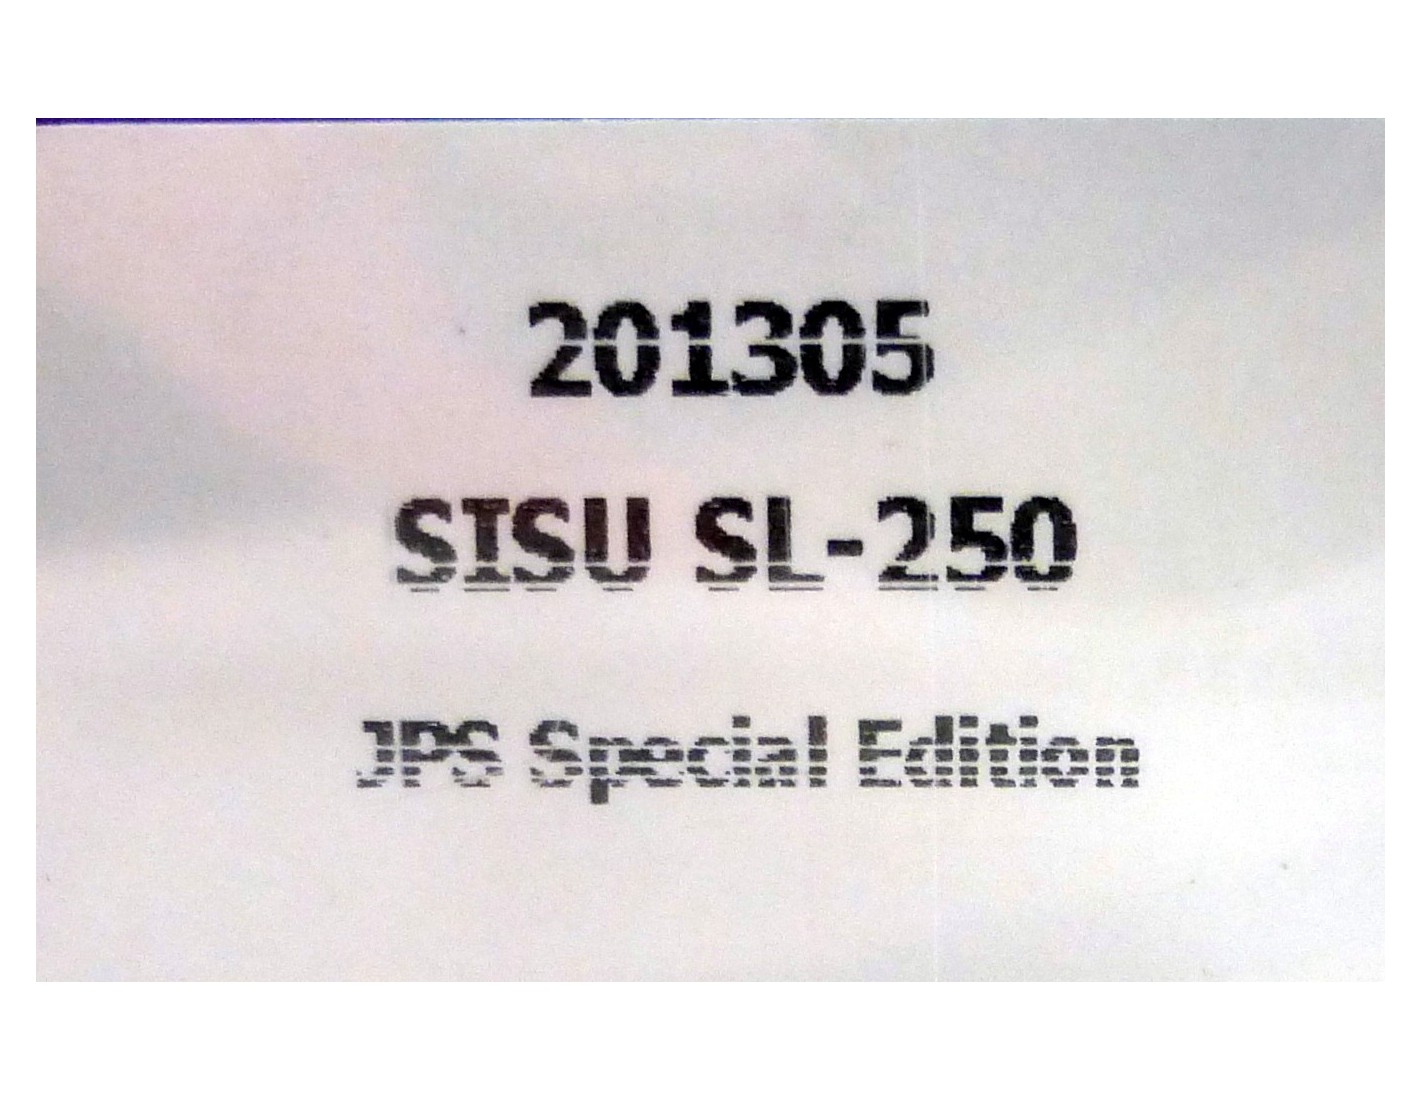 201305
SISU SL-250
JPS Special Edition